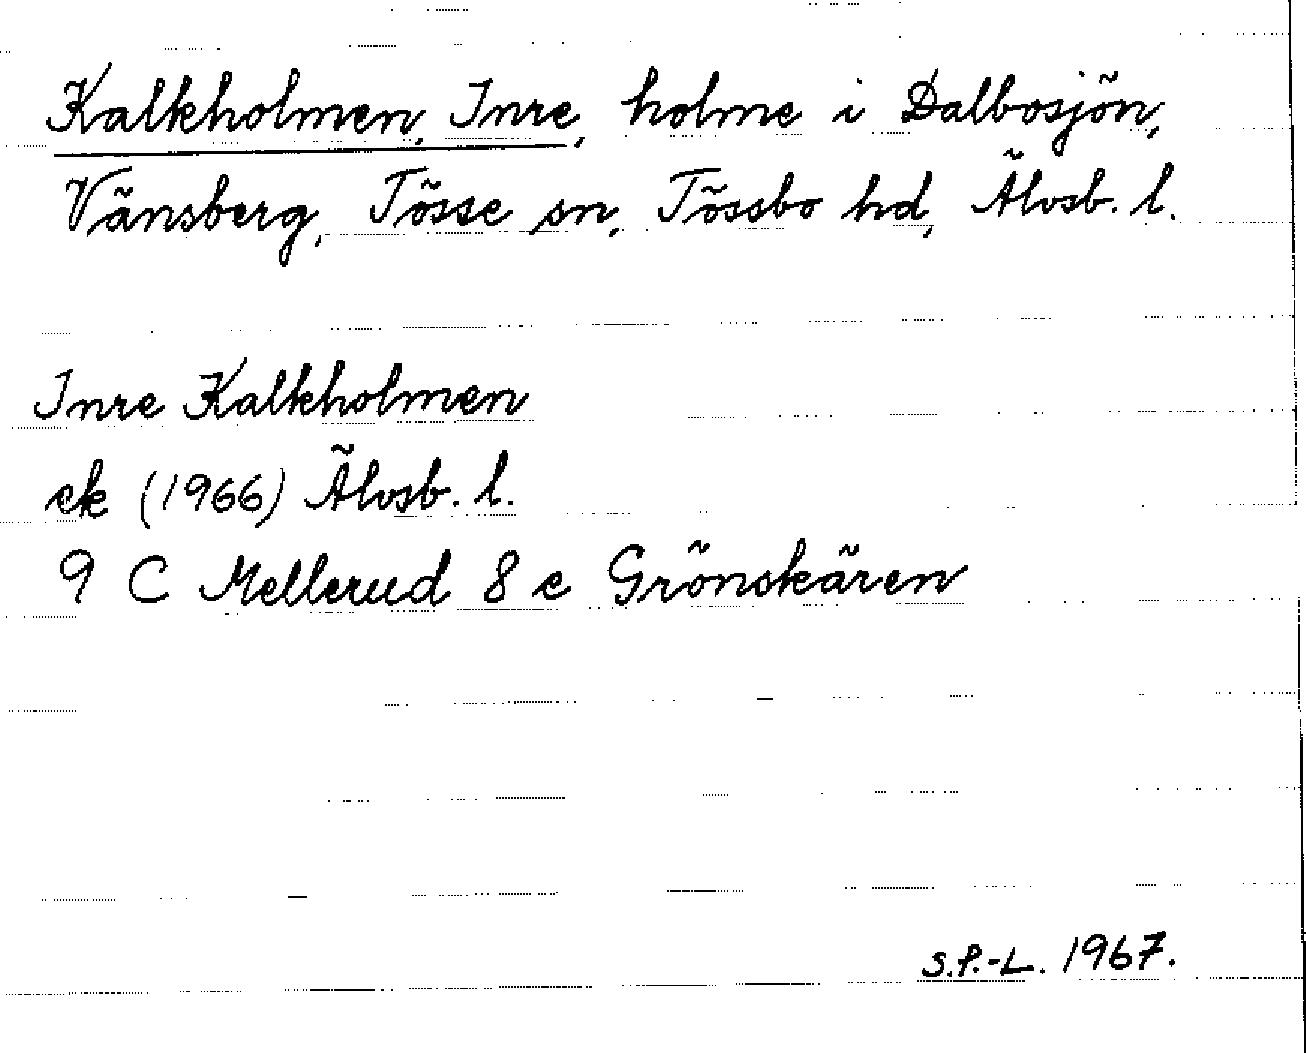 Kalkholmen, Inre, holme i Dalbosjön,
Vänsberg, Tösse sn, Tössbo hd, Älvsb. l.
Inre Kalkholmen
ek (1966) Älvsb. l.
9 C Mellerud 8 e Grönskären
S.P.-L. 1967.